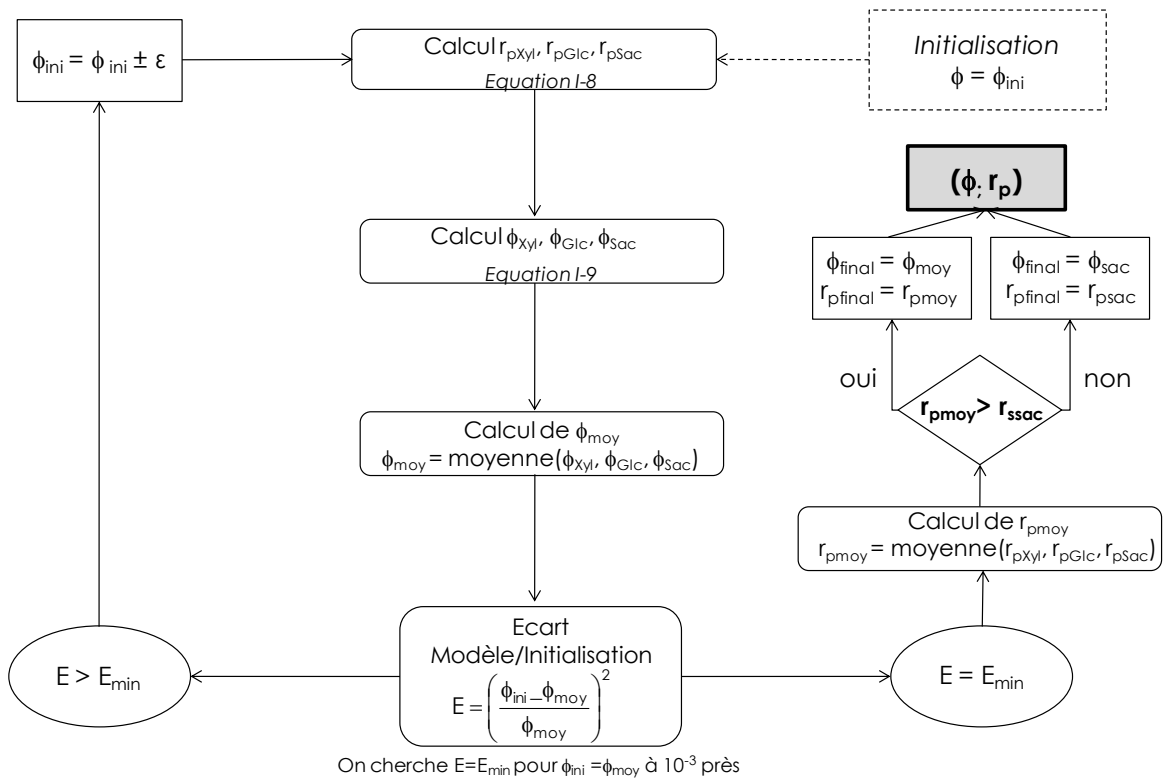 ϕini = ϕ ini ± ε
Calcul rpXyl, rpGlc, rpSac
Equation I-8
Initialisation
ϕ = ϕini
Calcul ϕXyl, ϕGlc, ϕSac
Equation I-9
(ϕ; rp)
ϕfinal = ϕmoy
rpfinal = rpmoy
ϕfinal = ϕsac
rpfinal = rpsac
oui
rpmoy> rssac
non
Calcul de ϕmoy
ϕmoy = moyenne(ϕXyl, ϕGlc, ϕSac)
Calcul de rpmoy
rpmoy = moyenne(rpXyl, rpGlc, rpSac)
E > Emin
Ecart
Modèle/Initialisation
E = (ϕini_ϕmoy / ϕmoy)²
E = Emin
On cherche E=Emin pour ϕini =ϕmoy à 10⁻³ près